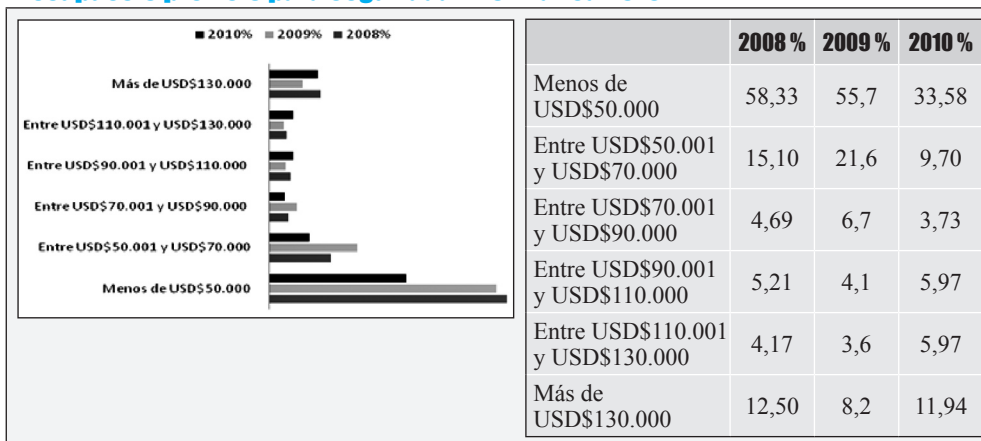 ■ 2010% ■ 2009% ■ 2008%
Más de USD$130.000
Entre USD$110.001 y USD$130.000
Entre USD$90.001 y USD$110.000
Entre USD$70.001 y USD$90.000
Entre USD$50.001 y USD$70.000
Menos de USD$50.000
2008 % 2009 % 2010 %
Menos de
USD$50.000 58,33 55,7 33,58
Entre USD$50.001
y USD$70.000 15,10 21,6 9,70
Entre USD$70.001
y USD$90.000 4,69 6,7 3,73
Entre USD$90.001
y USD$110.000 5,21 4,1 5,97
Entre USD$110.001
y USD$130.000 4,17 3,6 5,97
Más de
USD$130.000 12,50 8,2 11,94